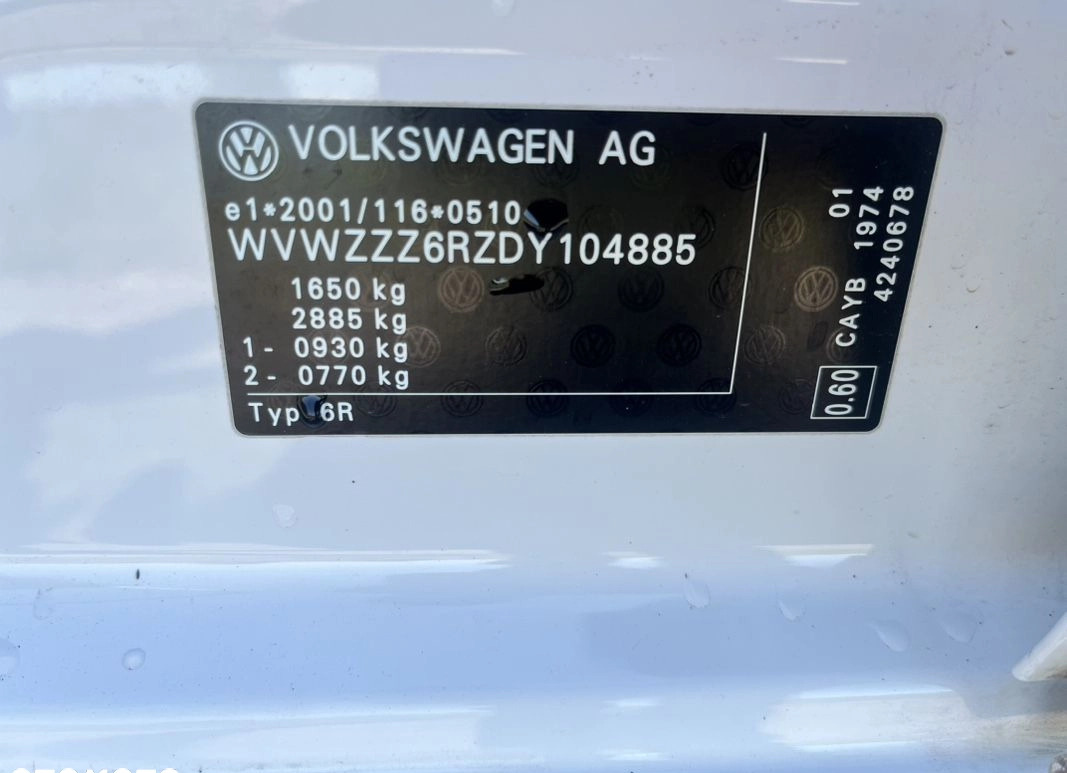 VOLKSWAGEN AG
e1*2001/116*0510
WVWZZZ6RZDY104885
1650 kg
2885 kg
1- 0930 kg
2- 0770 kg
Typ 6R
0.60 CAYB 01
1974
4240678